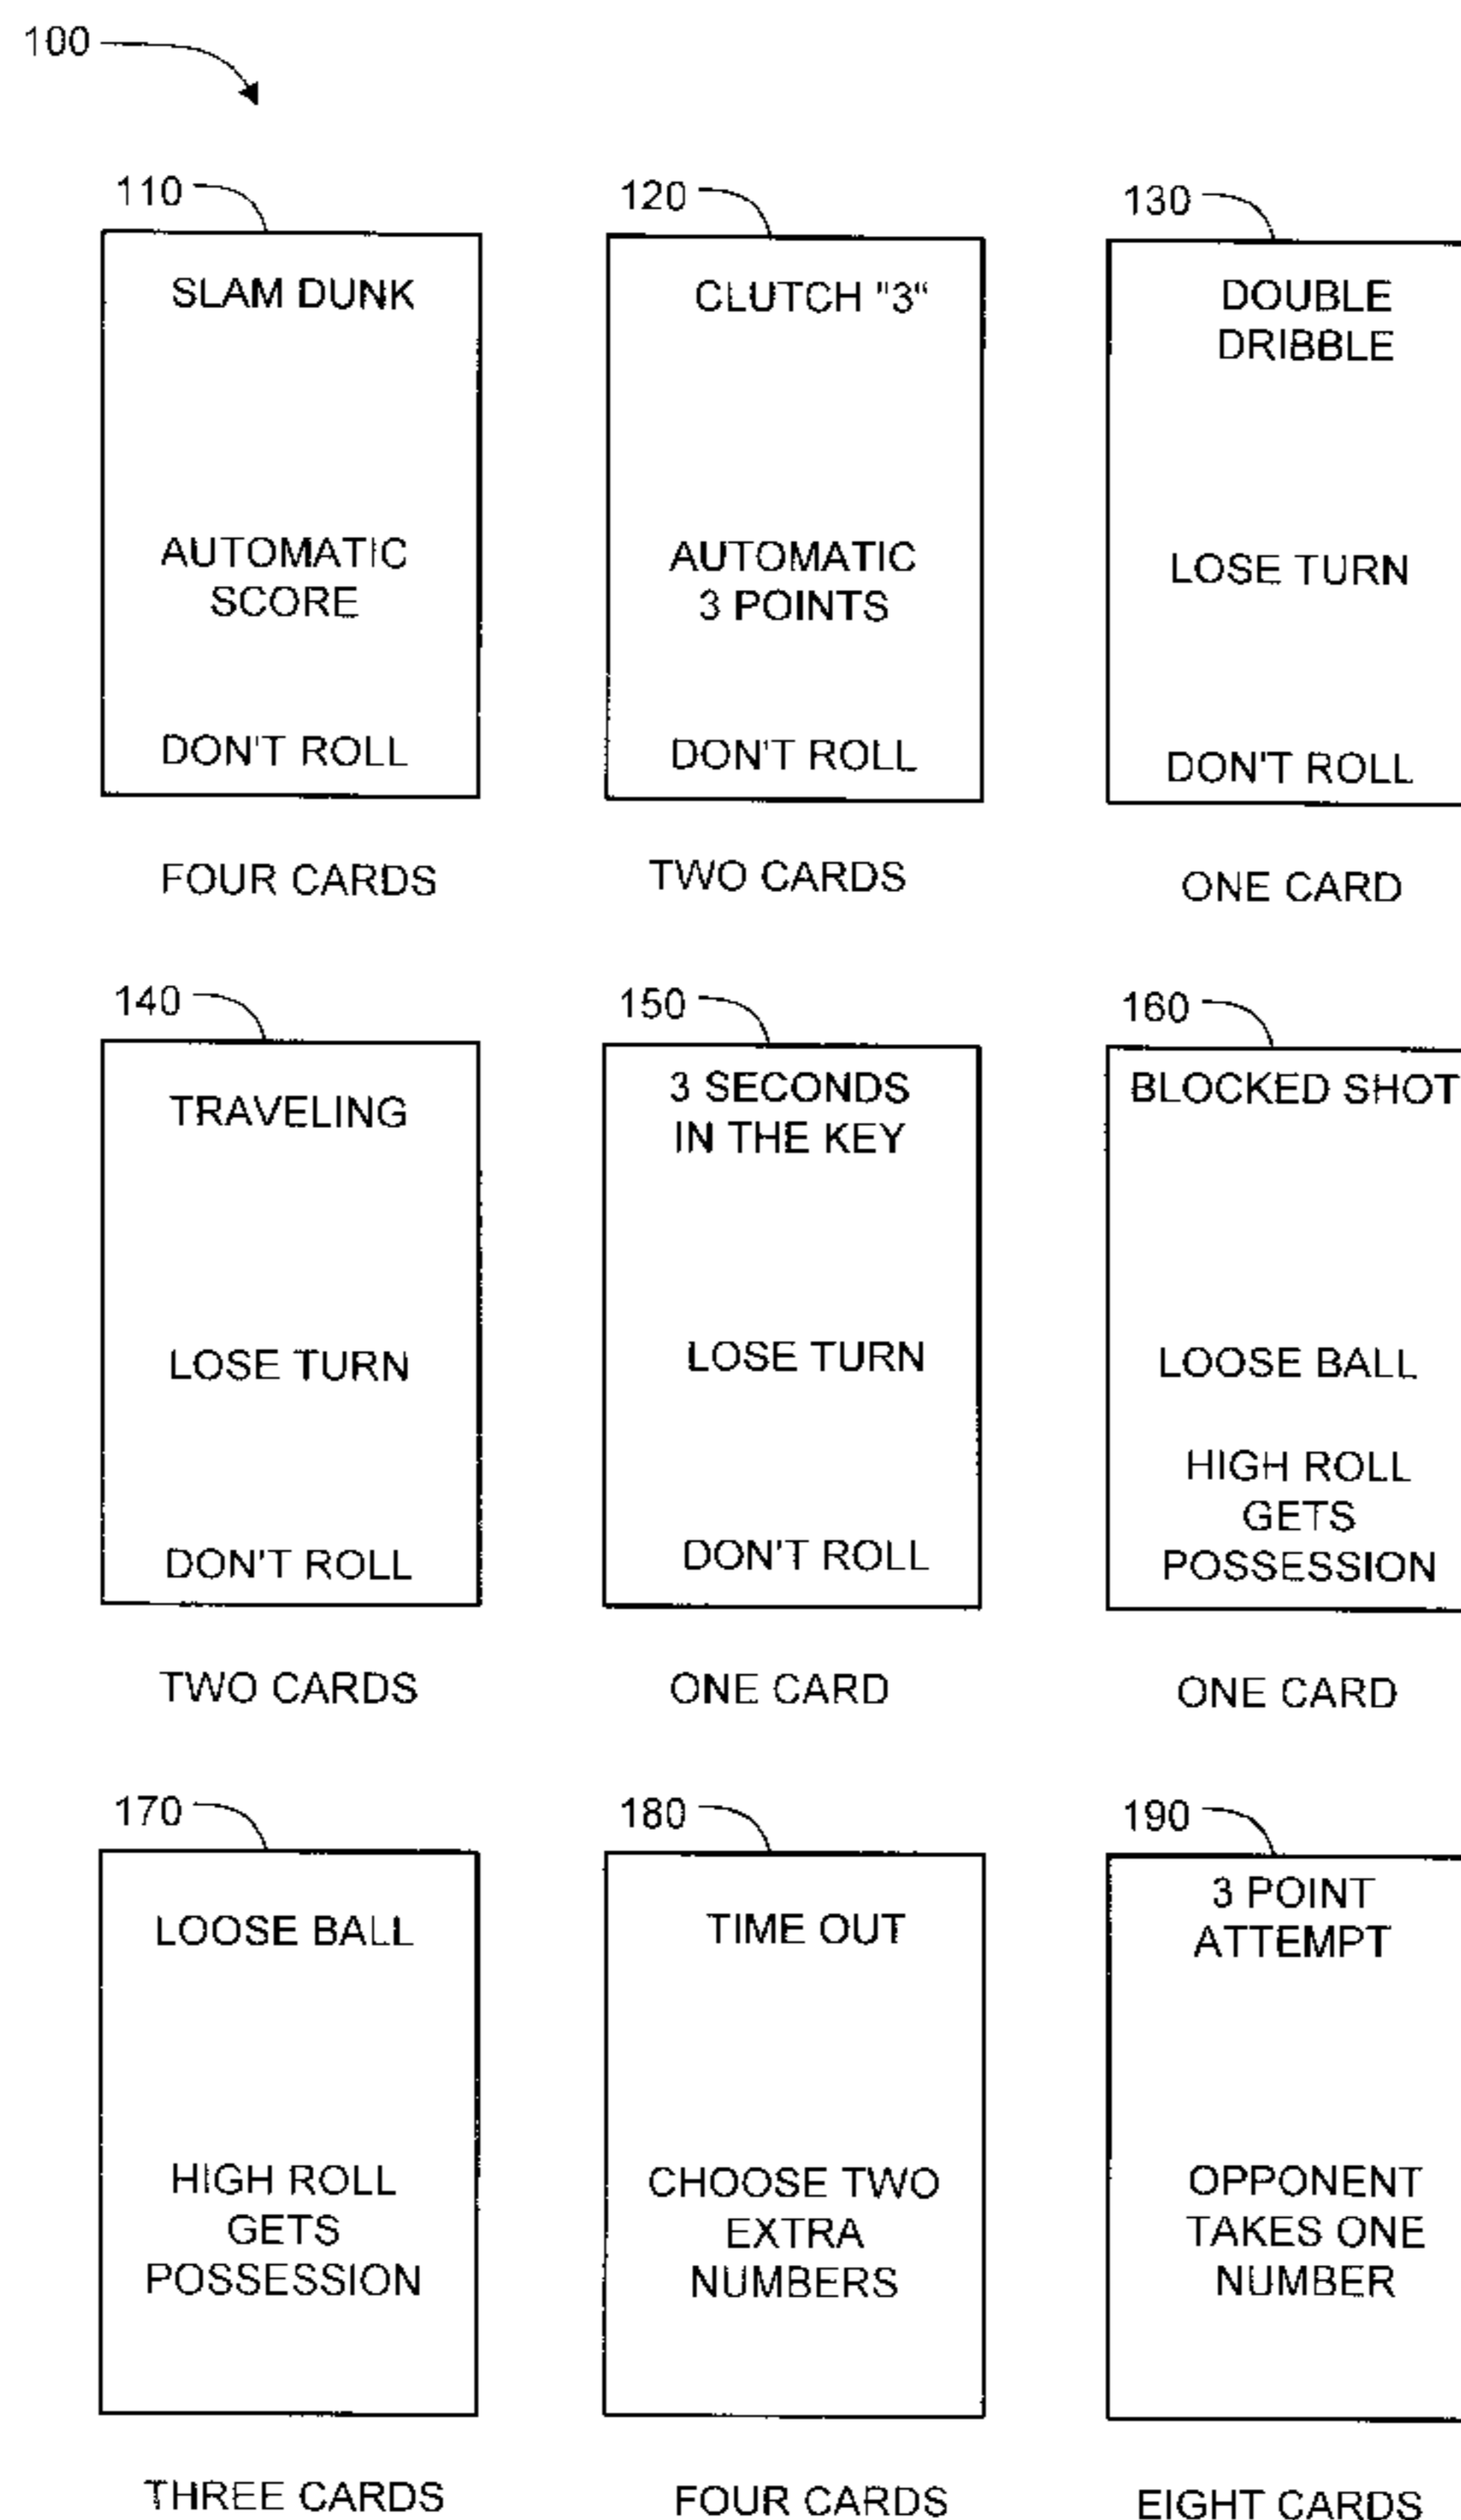 100
110
SLAM DUNK
AUTOMATIC
SCORE
DON'T ROLL
FOUR CARDS
120
CLUTCH "3"
AUTOMATIC
3 POINTS
DON'T ROLL
TWO CARDS
130
DOUBLE
DRIBBLE
LOSE TURN
DON'T ROLL
ONE CARD
140
TRAVELING
LOSE TURN
DON'T ROLL
TWO CARDS
150
3 SECONDS
IN THE KEY
LOSE TURN
DON'T ROLL
ONE CARD
160
BLOCKED SHOT
LOOSE BALL
HIGH ROLL
GETS
POSSESSION
ONE CARD
170
LOOSE BALL
HIGH ROLL
GETS
POSSESSION
THREE CARDS
180
TIME OUT
CHOOSE TWO
EXTRA
NUMBERS
FOUR CARDS
190
3 POINT
ATTEMPT
OPPONENT
TAKES ONE
NUMBER
EIGHT CARDS